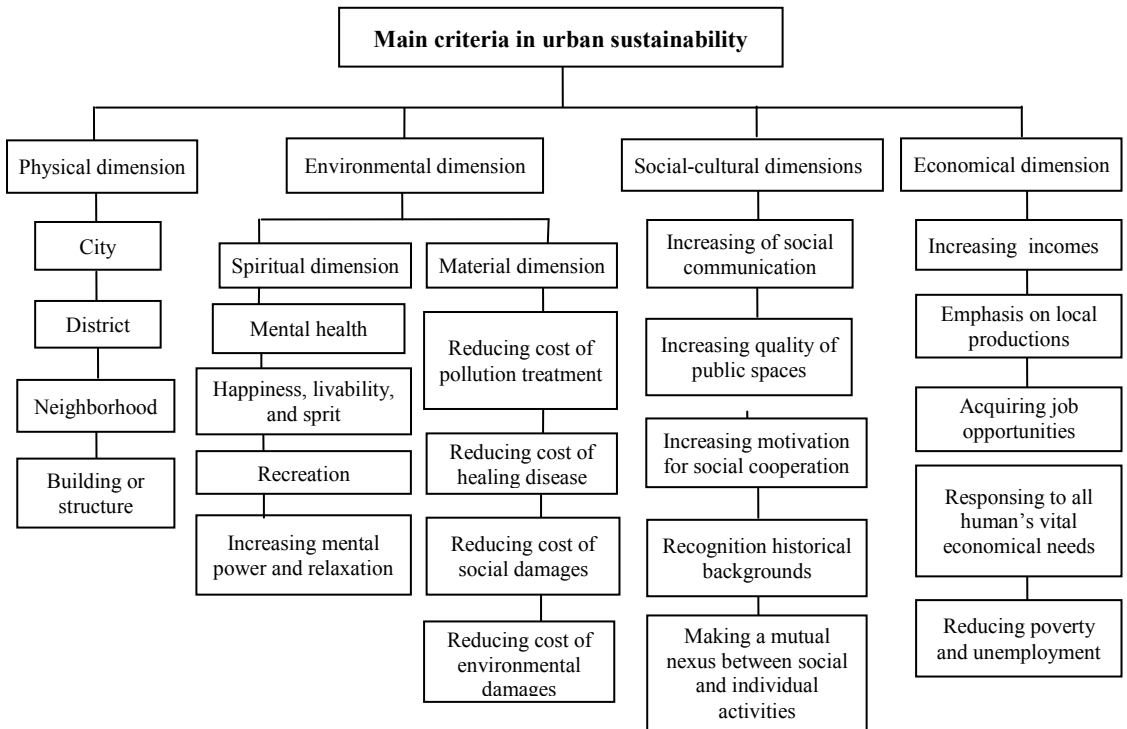 Main criteria in urban sustainability
Physical dimension
Environmental dimension
Social-cultural dimensions
Economical dimension
City
District
Neighborhood
Building or
structure
Spiritual dimension
Mental health
Happiness, livability,
and sprit
Recreation
Increasing mental
power and relaxation
Material dimension
Reducing cost of
pollution treatment
Reducing cost of
healing disease
Reducing cost of
social damages
Reducing cost of
environmental
damages
Increasing of social
communication
Increasing quality of
public spaces
Increasing motivation
for social cooperation
Recognition historical
backgrounds
Making a mutual
nexus between social
and individual
activities
Increasing incomes
Emphasis on local
productions
Acquiring job
opportunities
Responsing to all
human’s vital
economical needs
Reducing poverty
and unemployment